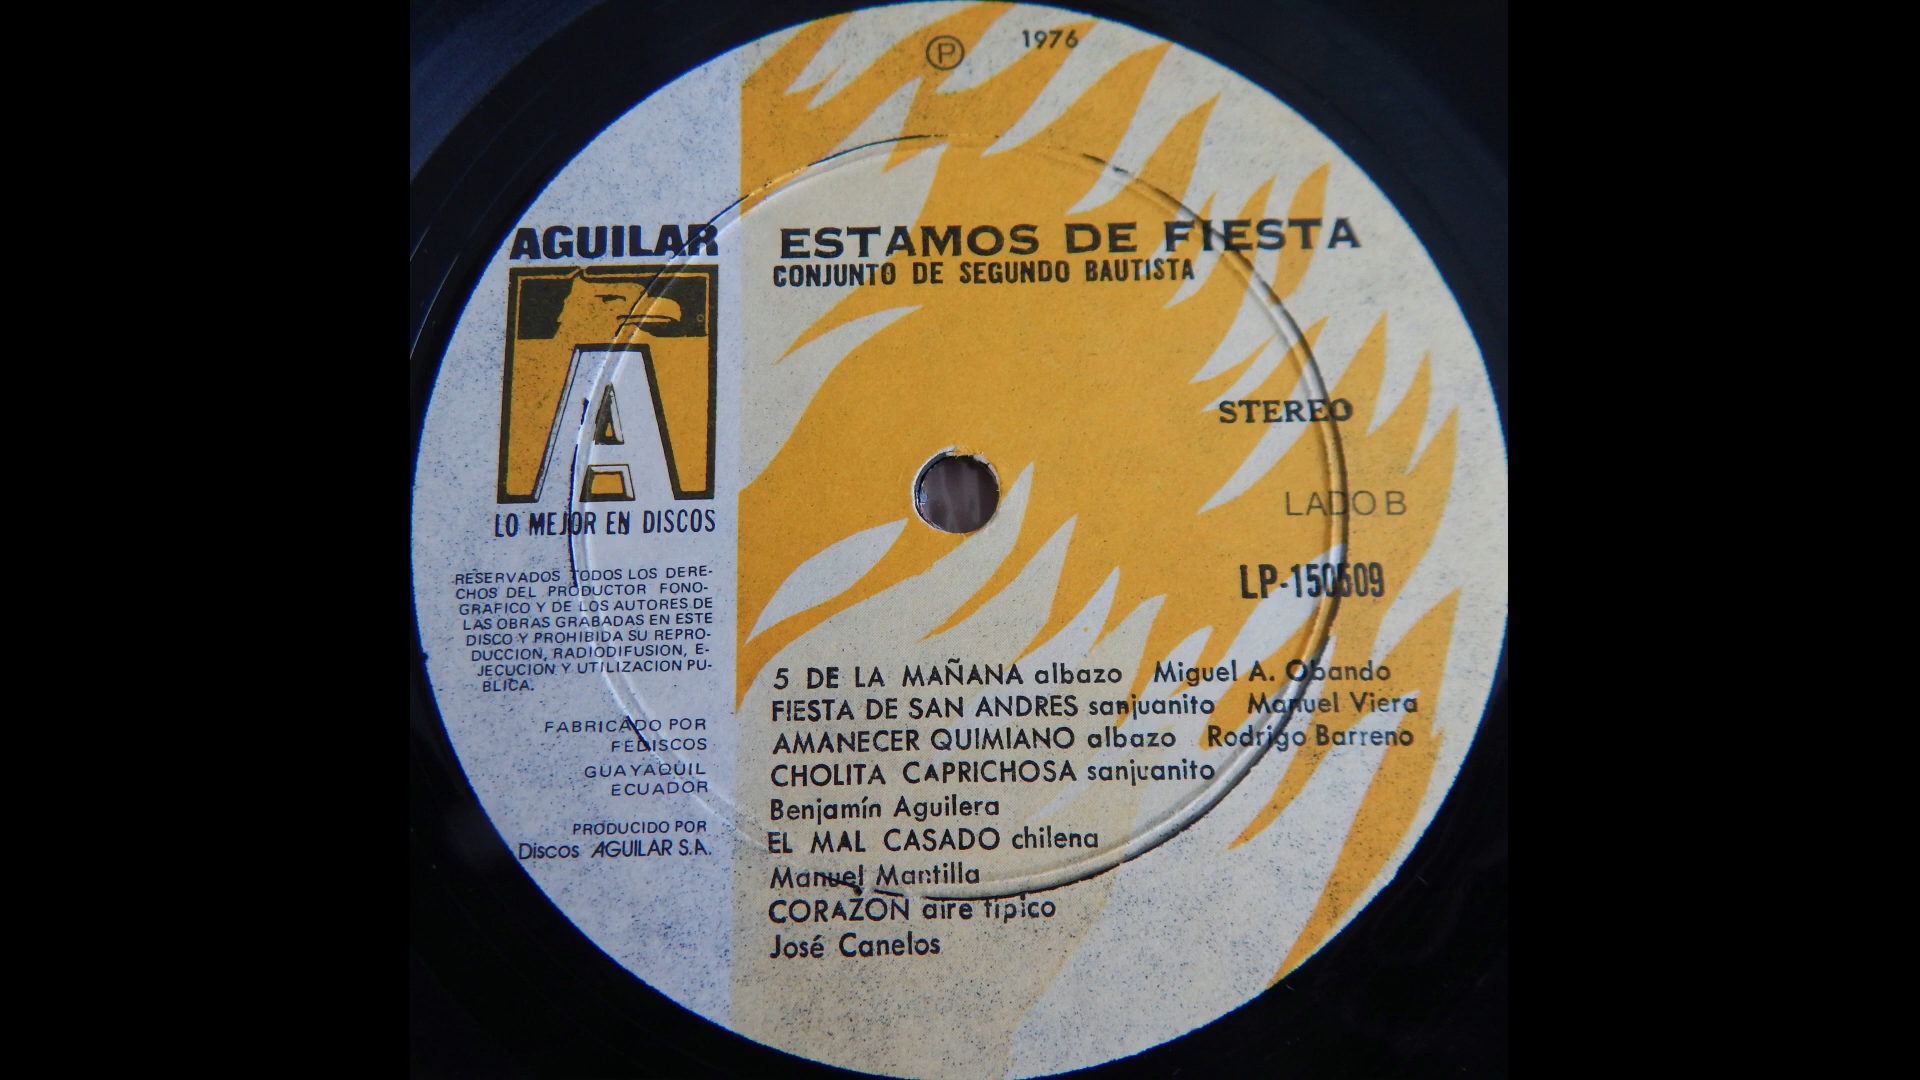 ℗ 1976
AGUILAR
LO MEJOR EN DISCOS
RESERVADOS TODOS LOS DERE-
CHOS DEL PRODUCTOR FONO-
GRAFICO Y DE LOS AUTORES DE
LAS OBRAS GRABADAS EN ESTE
DISCO Y PROHIBIDA SU REPRO-
DUCCION, RADIODIFUSION, E-
JECUCION Y UTILIZACION PU-
BLICA.
FABRICADO POR
FEDISCOS
GUAYAQUIL
ECUADOR
PRODUCIDO POR
Discos AGUILAR S.A.
ESTAMOS DE FIESTA
CONJUNTO DE SEGUNDO BAUTISTA
STEREO
LADO B
LP-150509
5 DE LA MAÑANA albazo Miguel A. Obando
FIESTA DE SAN ANDRES sanjuanito Manuel Viera
AMANECER QUIMIANO albazo Rodrigo Barreno
CHOLITA CAPRICHOSA sanjuanito
Benjamín Aguilera
EL MAL CASADO chilena
Manuel Mantilla
CORAZON aire típico
José Canelos